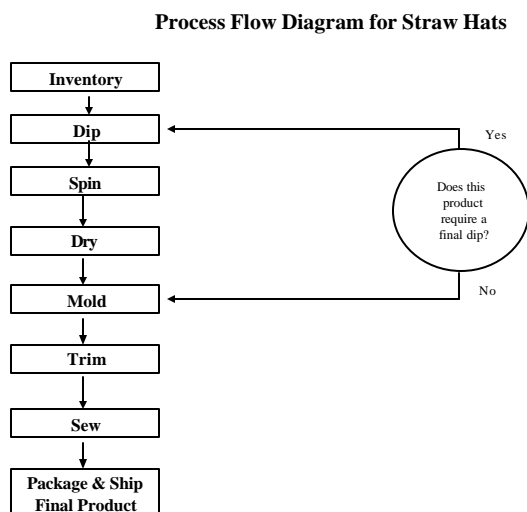 Process Flow Diagram for Straw Hats
Inventory
Dip
Yes
Spin
Does this
product
require a
final dip?
Dry
No
Mold
Trim
Sew
Package & Ship
Final Product